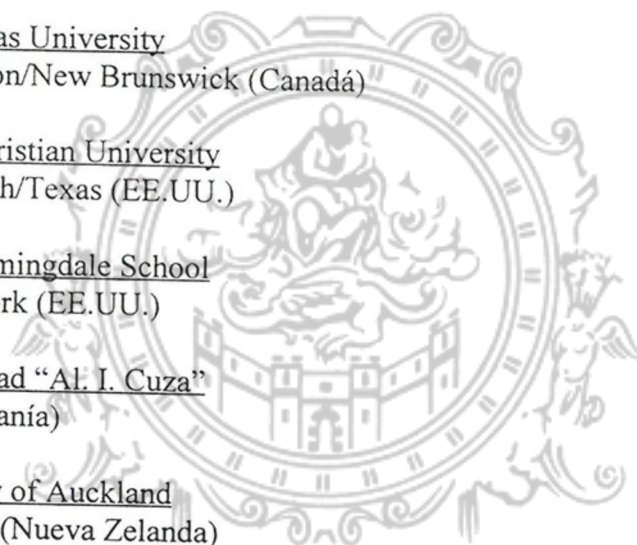 as University
on/New Brunswick (Canadá)
ristian University
h/Texas (EE.UU.)
mingdale School
rk (EE.UU.)
ad “Al. I. Cuza”
anía)
y of Auckland
(Nueva Zelanda)